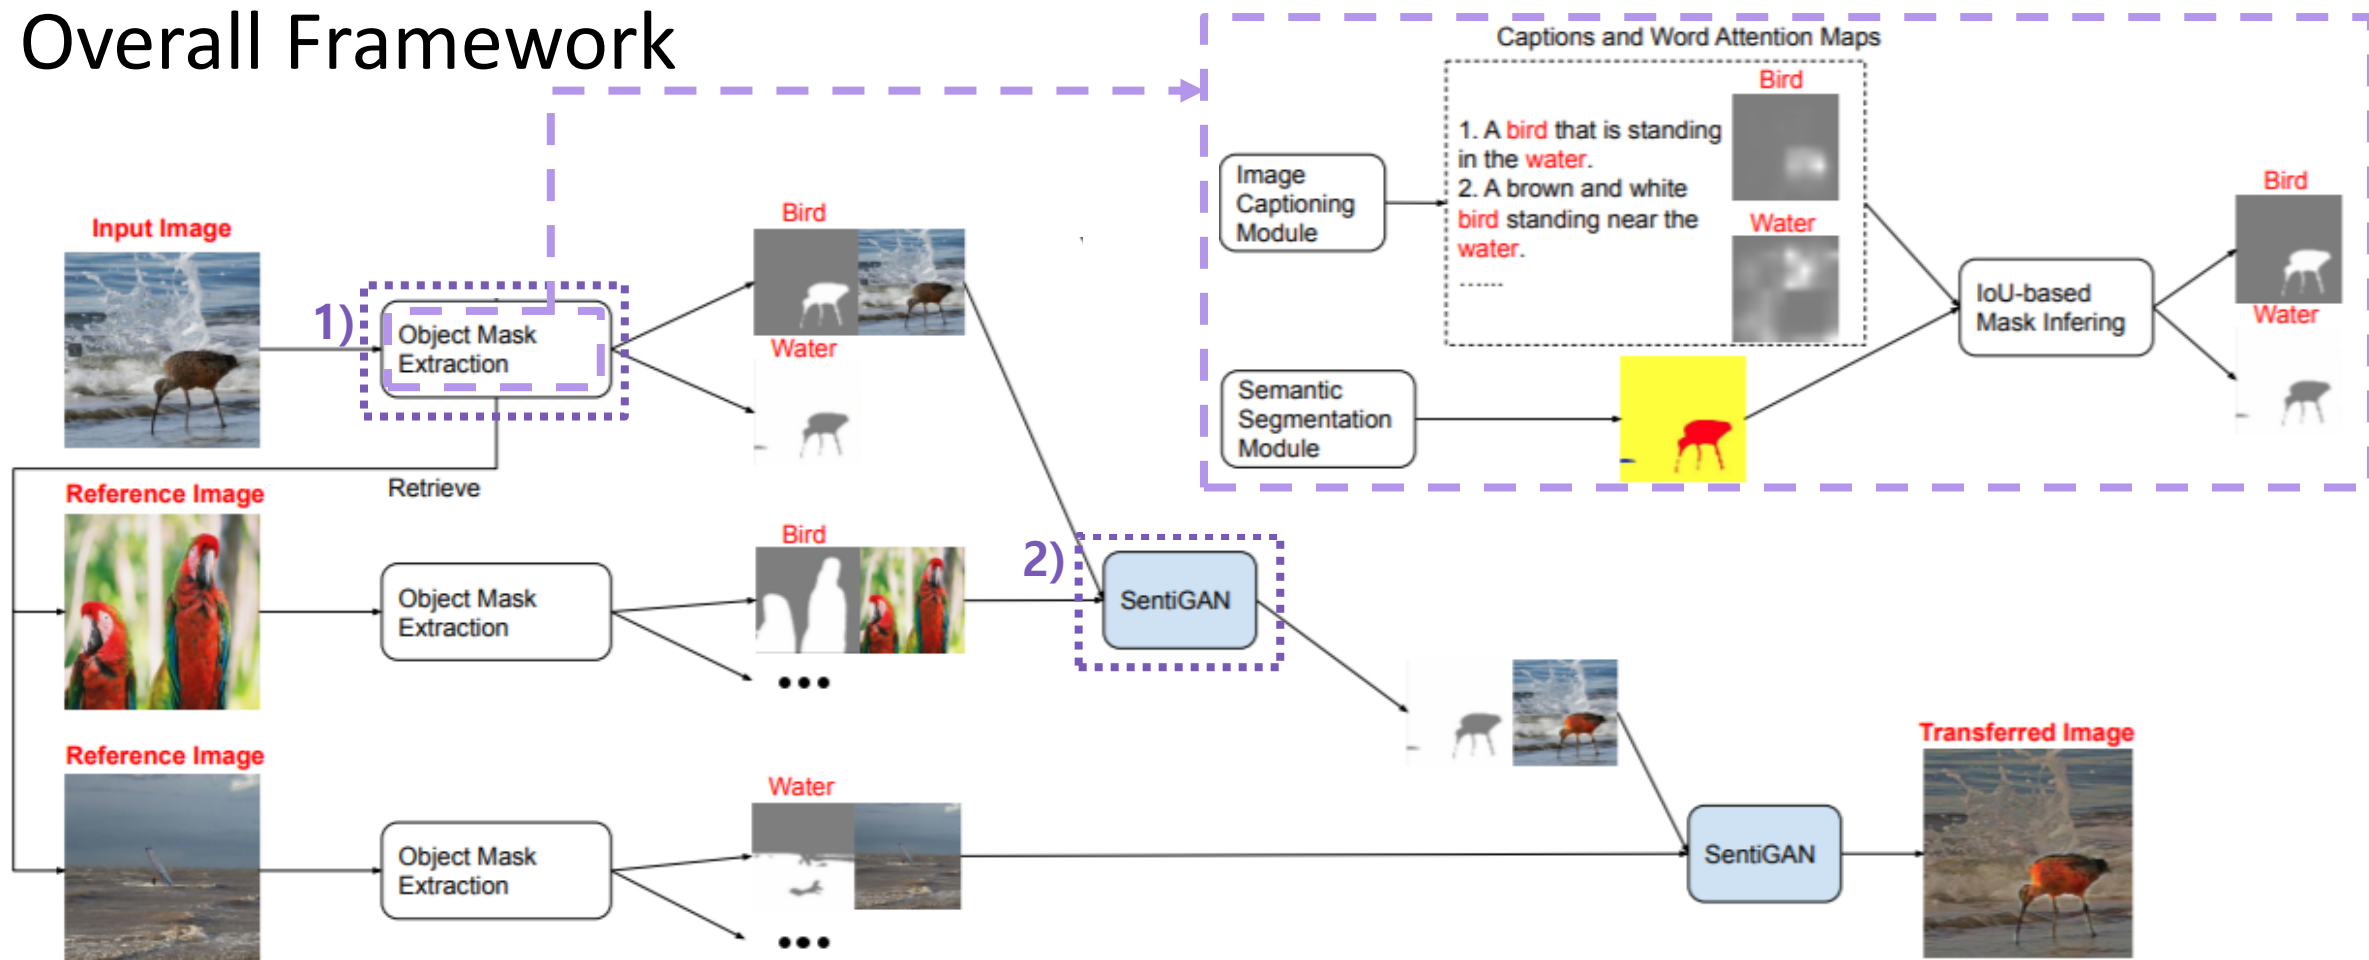 Overall Framework
Captions and Word Attention Maps
Bird
1. A bird that is standing
in the water.
2. A brown and white
bird standing near the
water.
......
Water
Image
Captioning
Module
Semantic
Segmentation
Module
IoU-based
Mask Infering
Bird
Water
Input Image
1)
Object Mask
Extraction
Bird
Water
Retrieve
Reference Image
Object Mask
Extraction
Bird
•••
2)
SentiGAN
Reference Image
Object Mask
Extraction
Water
•••
SentiGAN
Transferred Image